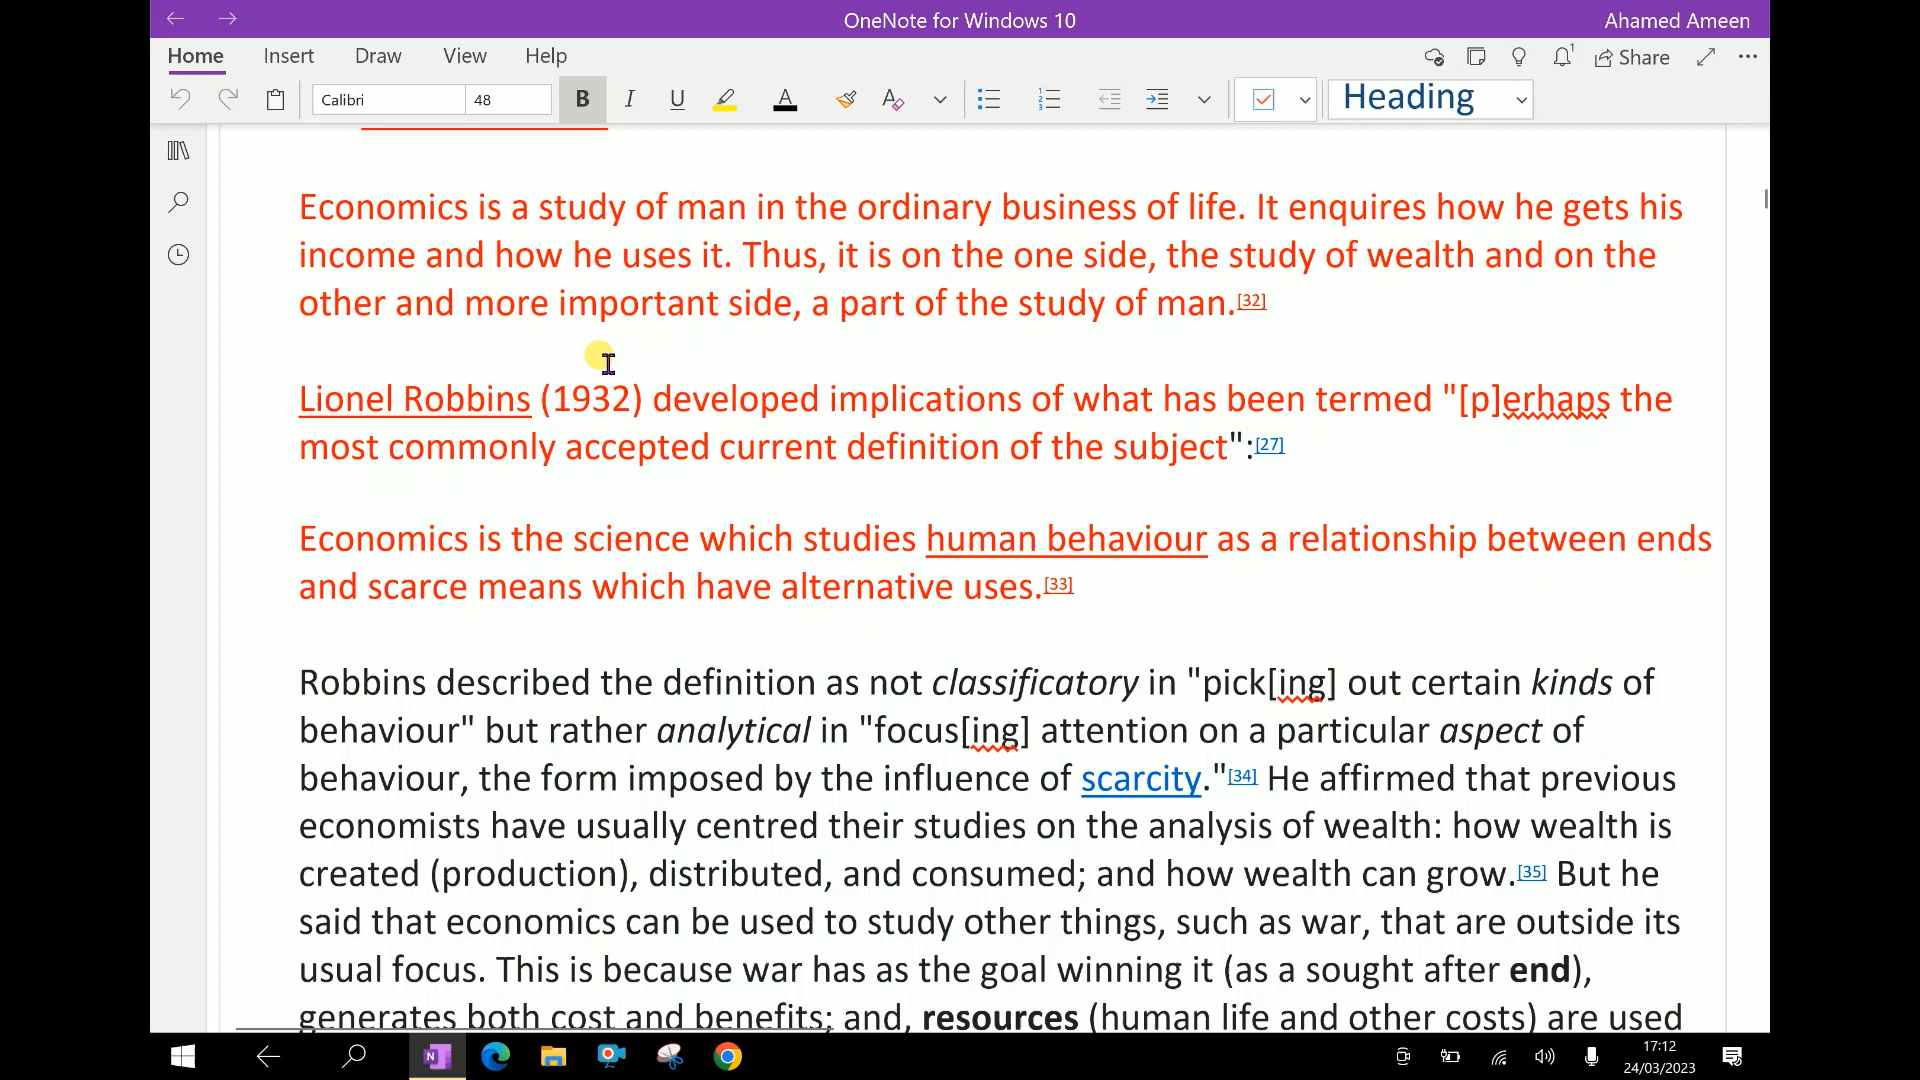 OneNote for Windows 10
Ahamed Ameen
Home Insert Draw View Help
Share
Calibri 48 B I U A A Heading
Economics is a study of man in the ordinary business of life. It enquires how he gets his
income and how he uses it. Thus, it is on the one side, the study of wealth and on the
other and more important side, a part of the study of man.[32]
Lionel Robbins (1932) developed implications of what has been termed "[p]erhaps the
most commonly accepted current definition of the subject":[27]
Economics is the science which studies human behaviour as a relationship between ends
and scarce means which have alternative uses.[33]
Robbins described the definition as not classificatory in "pick[ing] out certain kinds of
behaviour" but rather analytical in "focus[ing] attention on a particular aspect of
behaviour, the form imposed by the influence of scarcity."[34] He affirmed that previous
economists have usually centred their studies on the analysis of wealth: how wealth is
created (production), distributed, and consumed; and how wealth can grow.[35] But he
said that economics can be used to study other things, such as war, that are outside its
usual focus. This is because war has as the goal winning it (as a sought after end),
generates both cost and benefits; and, resources (human life and other costs) are used
17:12
24/03/2023